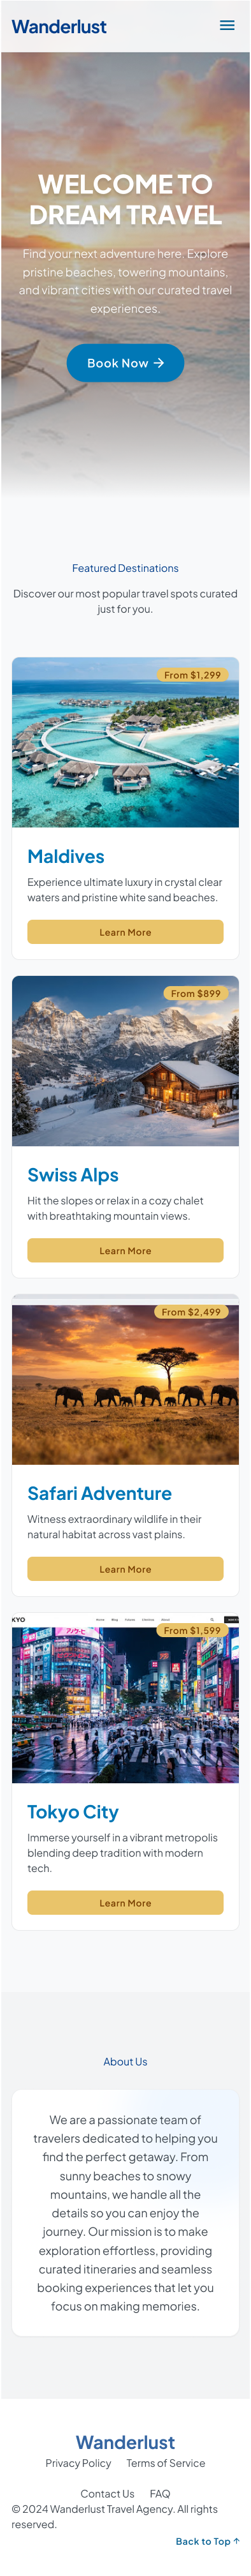 Wanderlust
WELCOME TO
DREAM TRAVEL
Find your next adventure here. Explore
pristine beaches, towering mountains,
and vibrant cities with our curated travel
experiences.
Book Now →
Featured Destinations
Discover our most popular travel spots curated
just for you.
From $1,299
Maldives
Experience ultimate luxury in crystal clear
waters and pristine white sand beaches.
Learn More
From $899
Swiss Alps
Hit the slopes or relax in a cozy chalet
with breathtaking mountain views.
Learn More
From $2,499
Safari Adventure
Witness extraordinary wildlife in their
natural habitat across vast plains.
Learn More
From $1,599
Tokyo City
Immerse yourself in a vibrant metropolis
blending deep tradition with modern
tech.
Learn More
About Us
We are a passionate team of
travelers dedicated to helping you
find the perfect getaway. From
sunny beaches to snowy
mountains, we handle all the
details so you can enjoy the
journey. Our mission is to make
exploration effortless, providing
curated itineraries and seamless
booking experiences that let you
focus on making memories.
Wanderlust
Privacy Policy Terms of Service
Contact Us FAQ
© 2024 Wanderlust Travel Agency. All rights
reserved.
Back to Top ↑